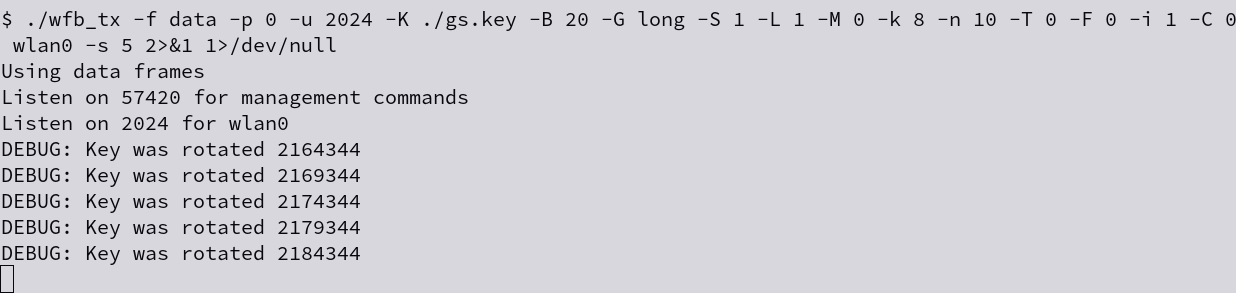 $ ./wfb_tx -f data -p 0 -u 2024 -K ./gs.key -B 20 -G long -S 1 -L 1 -M 0 -k 8 -n 10 -T 0 -F 0 -i 1 -C 0
 wlan0 -s 5 2>&1 1>/dev/null
Using data frames
Listen on 57420 for management commands
Listen on 2024 for wlan0
DEBUG: Key was rotated 2164344
DEBUG: Key was rotated 2169344
DEBUG: Key was rotated 2174344
DEBUG: Key was rotated 2179344
DEBUG: Key was rotated 2184344